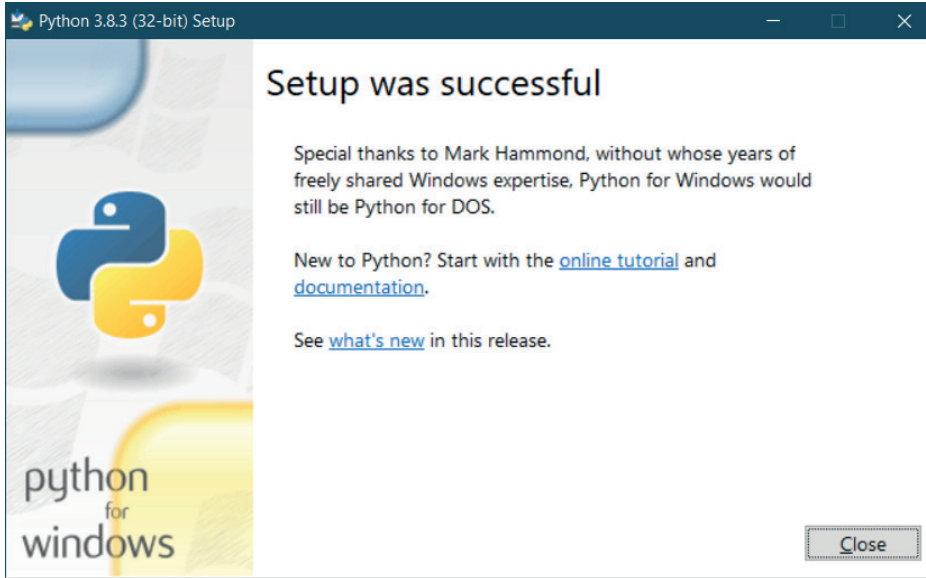 Python 3.8.3 (32-bit) Setup
Setup was successful
Special thanks to Mark Hammond, without whose years of
freely shared Windows expertise, Python for Windows would
still be Python for DOS.
New to Python? Start with the online tutorial and
documentation.
See what's new in this release.
python
for
windows
Close